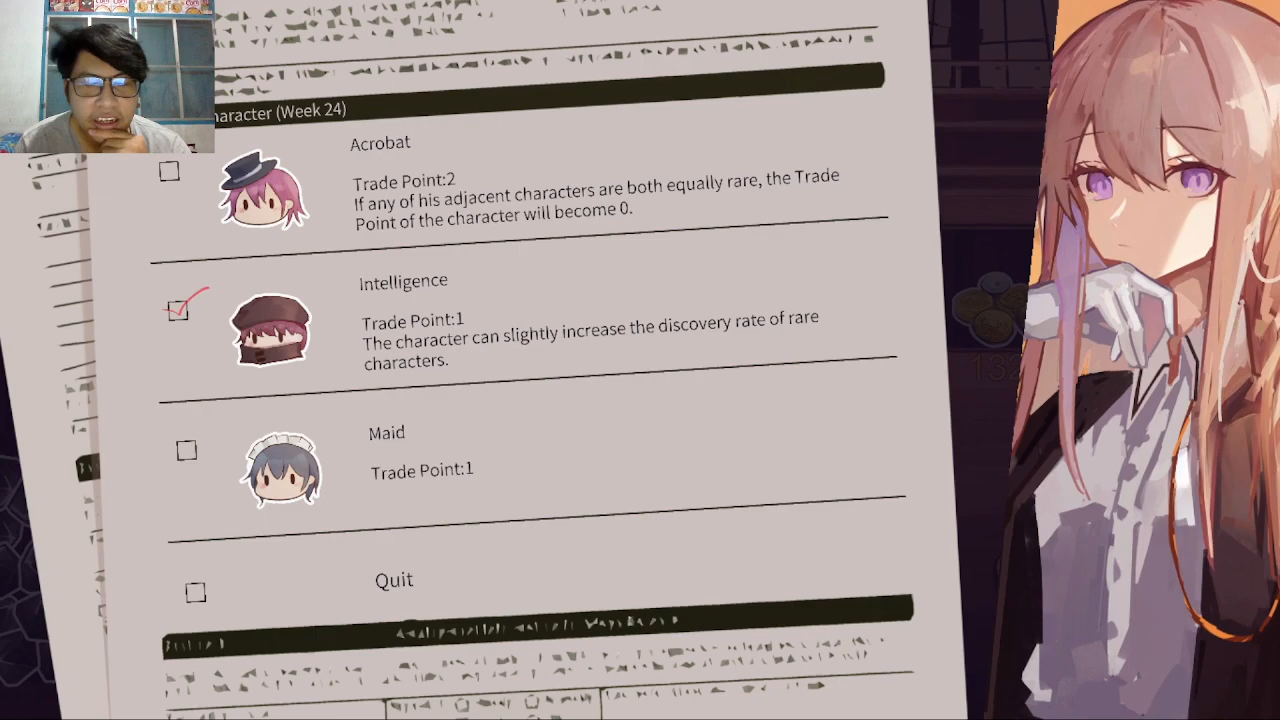 haracter (Week 24)
Acrobat
Trade Point:2
If any of his adjacent characters are both equally rare, the Trade
Point of the character will become 0.
Intelligence
Trade Point:1
The character can slightly increase the discovery rate of rare
characters.
132
Maid
Trade Point:1
Quit